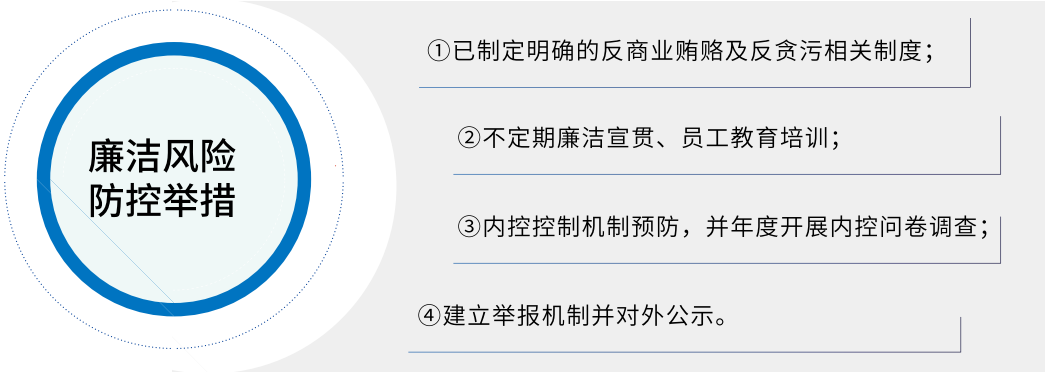 廉洁风险
防控举措
①已制定明确的反商业贿赂及反贪污相关制度；
②不定期廉洁宣贯、员工教育培训；
③内控控制机制预防，并年度开展内控问卷调查；
④建立举报机制并对外公示。